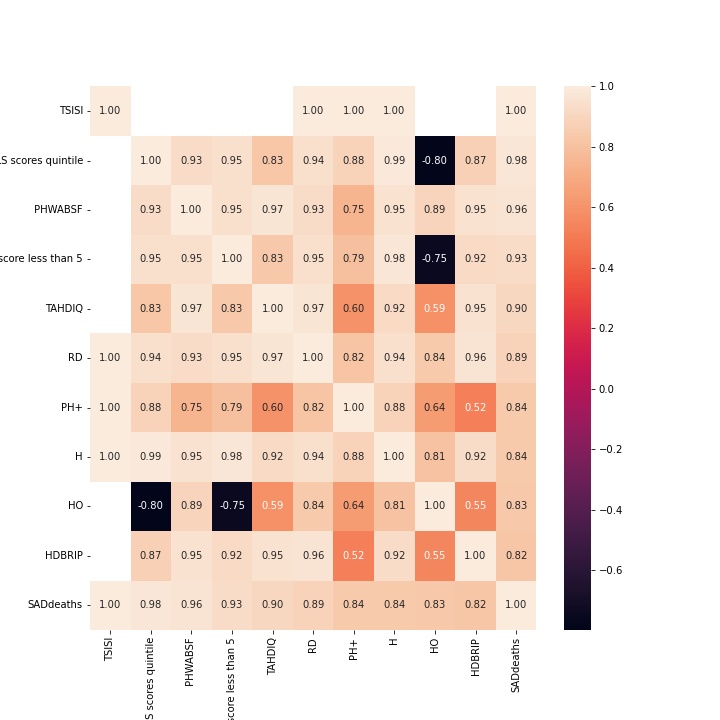 TSISI 1.00 1.00 1.00 1.00 1.00
S scores quintile 1.00 0.93 0.95 0.83 0.94 0.88 0.99 -0.80 0.87 0.98
PHWABSF 0.93 1.00 0.95 0.97 0.93 0.75 0.95 0.89 0.95 0.96
score less than 5 0.95 0.95 1.00 0.83 0.95 0.79 0.98 -0.75 0.92 0.93
TAHDIQ 0.83 0.97 0.83 1.00 0.97 0.60 0.92 0.59 0.95 0.90
RD 1.00 0.94 0.93 0.95 0.97 1.00 0.82 0.94 0.84 0.96 0.89
PH+ 1.00 0.88 0.75 0.79 0.60 0.82 1.00 0.88 0.64 0.52 0.84
H 1.00 0.99 0.95 0.98 0.92 0.94 0.88 1.00 0.81 0.92 0.84
HO -0.80 0.89 -0.75 0.59 0.84 0.64 0.81 1.00 0.55 0.83
HDBRIP 0.87 0.95 0.92 0.95 0.96 0.52 0.92 0.55 1.00 0.82
SADdeaths 1.00 0.98 0.96 0.93 0.90 0.89 0.84 0.84 0.83 0.82 1.00
TSISI
S scores quintile
PHWABSF
score less than 5
TAHDIQ
RD
PH+
H
HO
HDBRIP
SADdeaths
1.0
0.8
0.6
0.4
0.2
0.0
−0.2
−0.4
−0.6